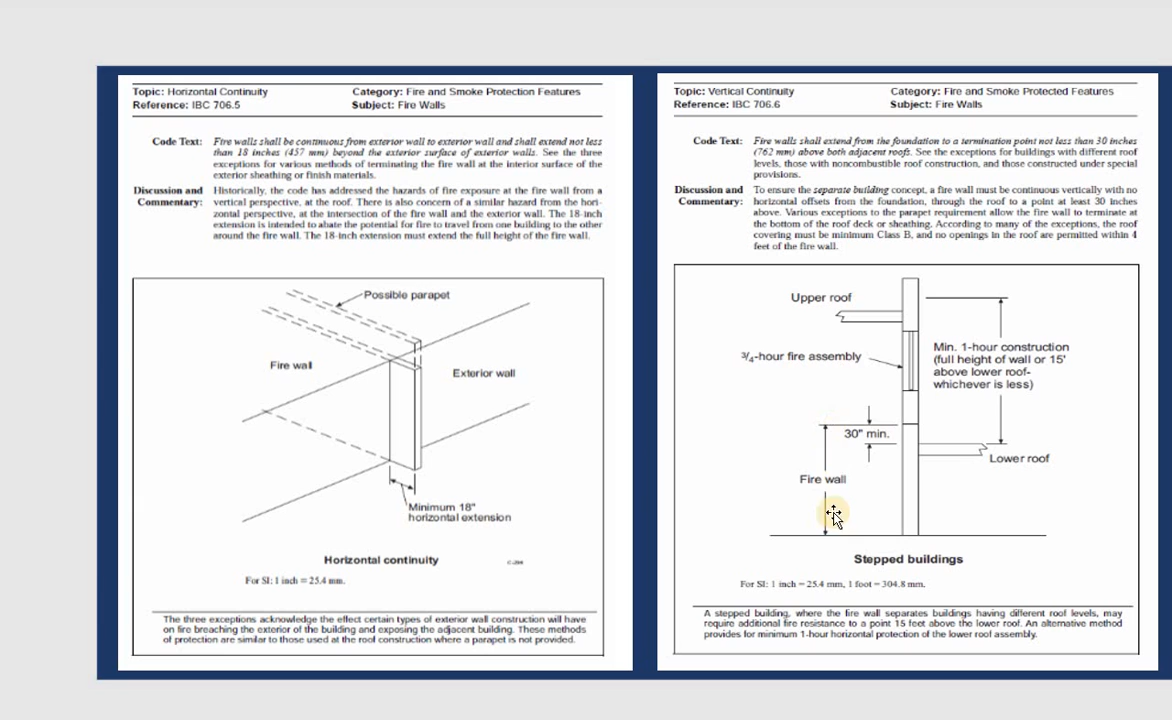 Topic: Horizontal Continuity
Reference: IBC 706.5
Category: Fire and Smoke Protection Features
Subject: Fire Walls
Code Text: Fire walls shall be continuous from exterior wall to exterior wall and shall extend not less
than 18 inches (457 mm) beyond the exterior surface of exterior walls. See the three
exceptions for various methods of terminating the fire wall at the interior surface of the
exterior sheathing or finish materials.
Discussion and Commentary: Historically, the code has addressed the hazards of fire exposure at the fire wall from a
vertical perspective, at the roof. There is also concern of a similar hazard from the hori-
zontal perspective, at the intersection of the fire wall and the exterior wall. The 18-inch
extension is intended to abate the potential for fire to travel from one building to the other
around the fire wall. The 18-inch extension must extend the full height of the fire wall.
Possible parapet
Fire wall
Exterior wall
Minimum 18"
horizontal extension
Horizontal continuity
For SI: 1 inch = 25.4 mm.
The three exceptions acknowledge the effect certain types of exterior wall construction will have
on fire breaching the exterior of the building and exposing the adjacent building. These methods
of protection are similar to those used at the roof construction where a parapet is not provided.
Topic: Vertical Continuity
Reference: IBC 706.6
Category: Fire and Smoke Protected Features
Subject: Fire Walls
Code Text: Fire walls shall extend from the foundation to a termination point not less than 30 inches
(762 mm) above both adjacent roofs. See the exceptions for buildings with different roof
levels, those with noncombustible roof construction, and those constructed under special
provisions.
Discussion and Commentary: To ensure the separate building concept, a fire wall must be continuous vertically with no
horizontal offsets from the foundation, through the roof to a point at least 30 inches
above. Various exceptions to the parapet requirement allow the fire wall to terminate at
the bottom of the roof deck or sheathing. According to many of the exceptions, the roof
covering must be minimum Class B, and no openings in the roof are permitted within 4
feet of the fire wall.
Upper roof
3/4-hour fire assembly
Min. 1-hour construction
(full height of wall or 15'
above lower roof-
whichever is less)
30" min.
Lower roof
Fire wall
Stepped buildings
For SI: 1 inch = 25.4 mm, 1 foot = 304.8 mm.
A stepped building, where the fire wall separates buildings having different roof levels, may
require additional fire resistance to a point 15 feet above the lower roof. An alternative method
provides for minimum 1-hour horizontal protection of the lower roof assembly.